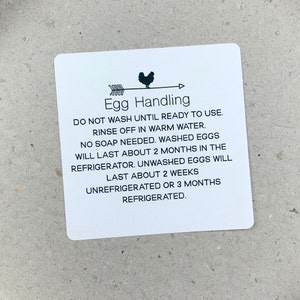 Egg Handling
DO NOT WASH UNTIL READY TO USE.
RINSE OFF IN WARM WATER,
NO SOAP NEEDED. WASHED EGGS
WILL LAST ABOUT 2 MONTHS IN THE
REFRIGERATOR. UNWASHED EGGS WILL
LAST ABOUT 2 WEEKS
UNREFRIGERATED OR 3 MONTHS
REFRIGERATED.